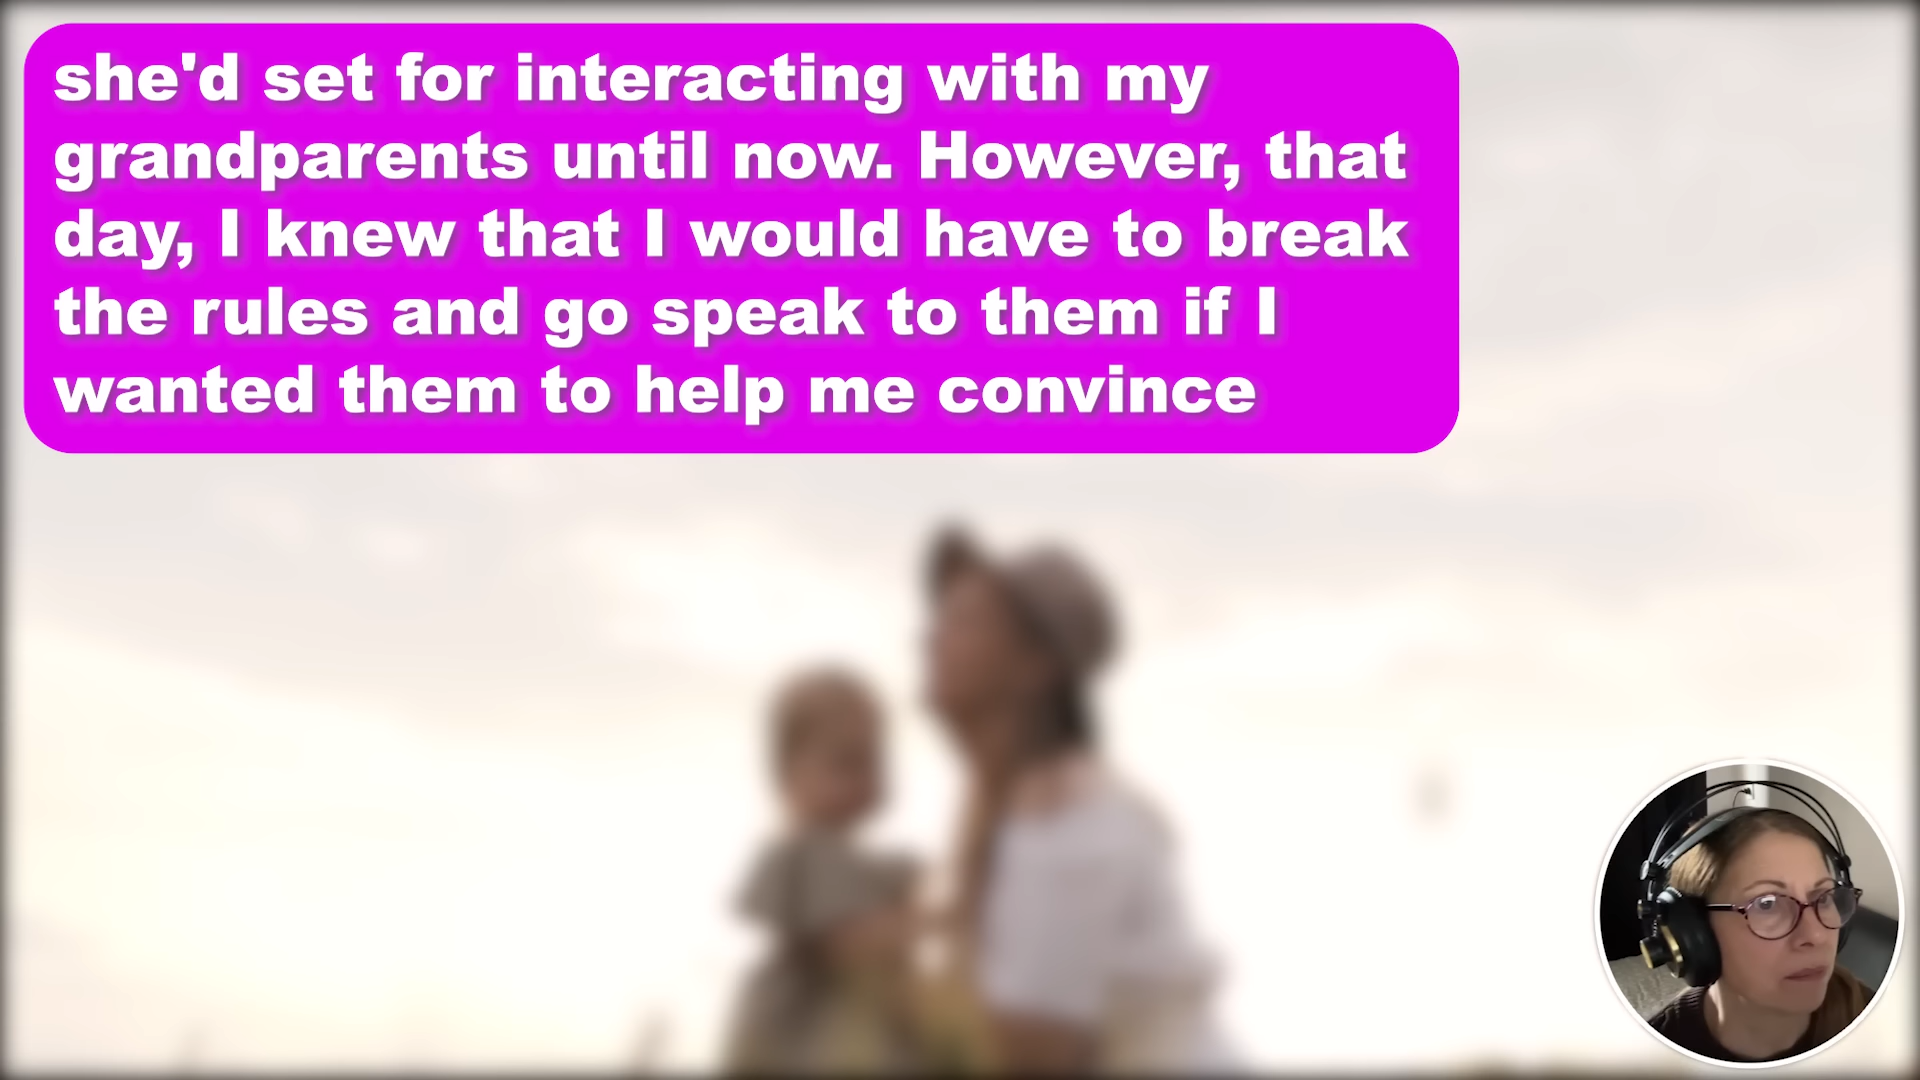 she'd set for interacting with my
grandparents until now. However, that
day, I knew that I would have to break
the rules and go speak to them if I
wanted them to help me convince